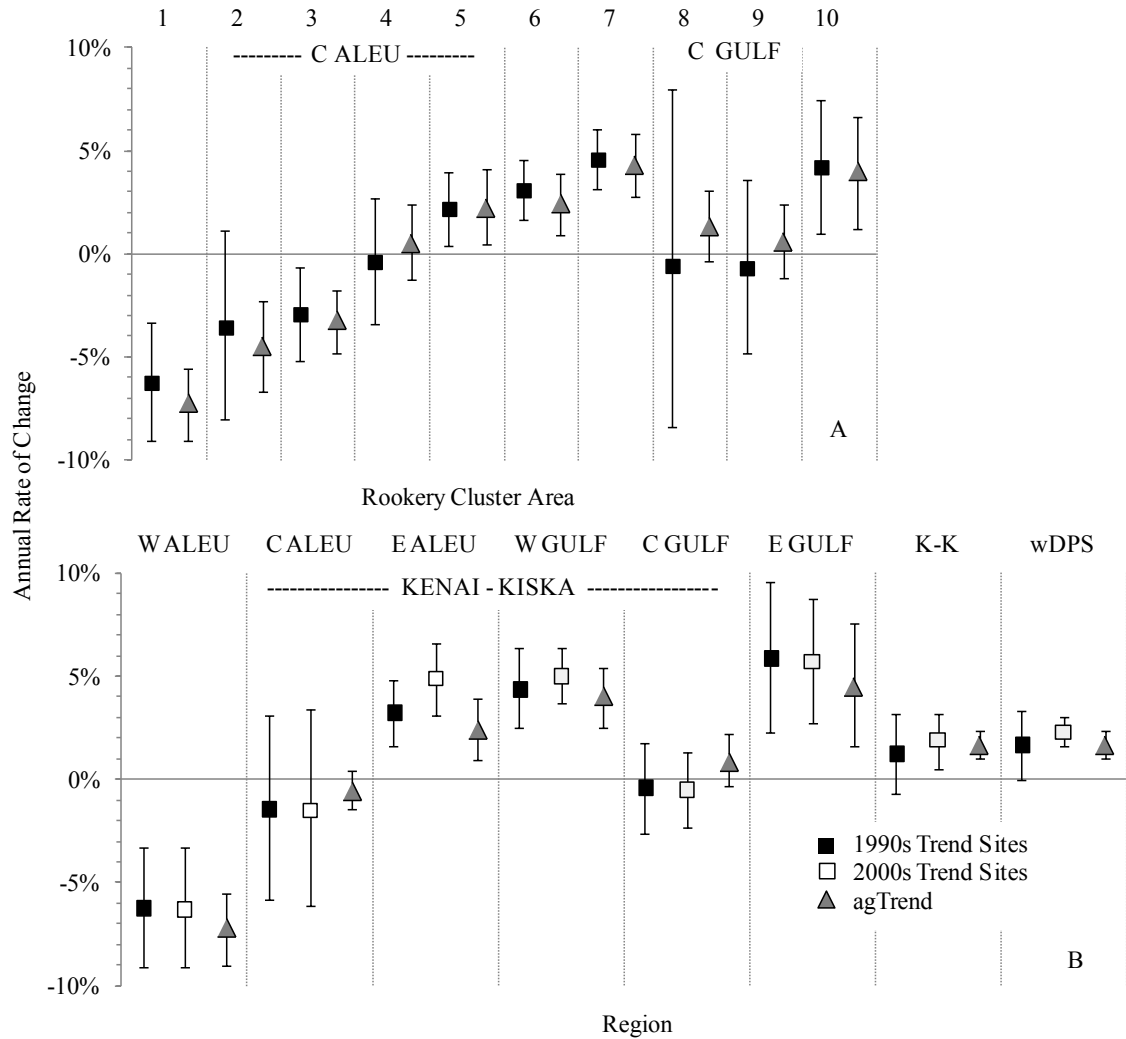 1 2 3 4 5 6 7 8 9 10
10%
---------- C ALEU ----------
C GULF
5%
0%
-5%
-10%
A
Annual Rate of Change
Rookery Cluster Area
W ALEU C ALEU E ALEU W GULF C GULF E GULF K-K wDPS
10%
---------------- KENAI - KISKA ----------------
5%
0%
-5%
-10%
1990s Trend Sites
2000s Trend Sites
agTrend
B
Region